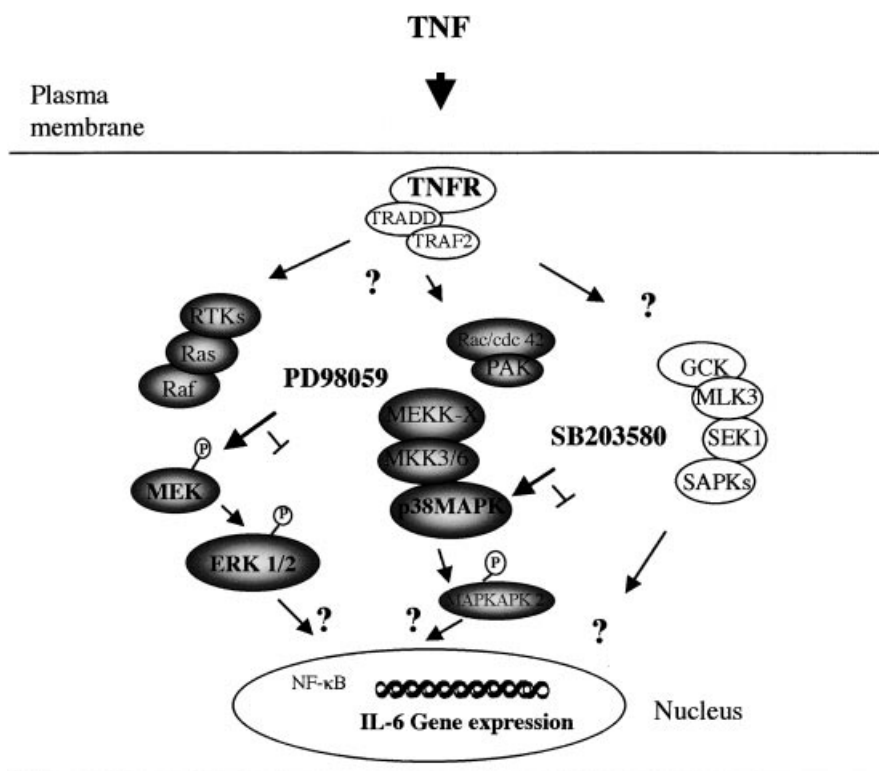 TNF
Plasma
membrane
TNFR
TRADD
TRAF2
?
?
RTKs
Ras
Raf
Rac/cdc 42
PAK
GCK
MLK3
SEK1
SAPKs
PD98059
MEKK-X
MKK3/6
p38MAPK
SB203580
P
MEK
P
ERK 1/2
P
MAPKAPK 2
?
?
?
NF-κB
IL-6 Gene expression
Nucleus